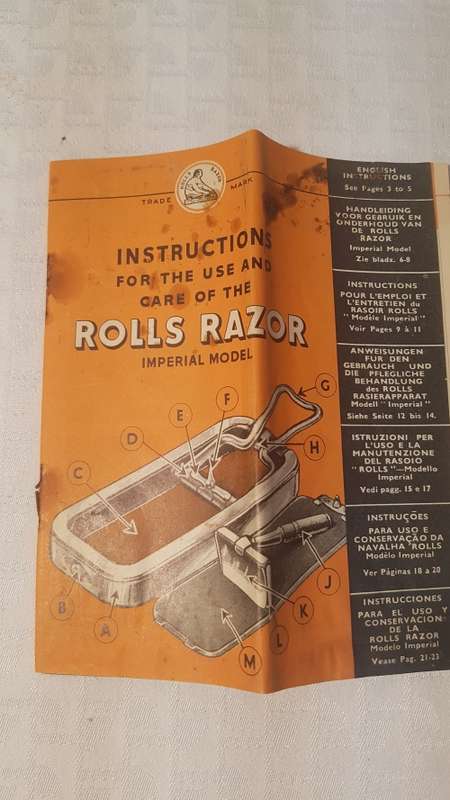 ROLLS RAZOR
TRADE MARK
INSTRUCTIONS
FOR THE USE AND
CARE OF THE
ROLLS RAZOR
IMPERIAL MODEL
G
F
E
D
H
C
B
A
J
K
L
M
ENGLISH
INSTRUCTIONS
See Pages 3 to 5
HANDLEIDING
VOOR GEBRUIK EN
ONDERHOUD VAN
DE ROLLS
RAZOR
Imperial Model
Zie bladz. 6-8
INSTRUCTIONS
POUR L'EMPLOI ET
L'ENTRETIEN du
RASOIR ROLLS
"Modèle Imperial"
Voir Pages 9 à 11
ANWEISUNGEN
FUR DEN
GEBRAUCH UND
DIE PFLEGLICHE
BEHANDLUNG
des ROLLS
RASIERAPPARAT
Modell "Imperial"
Siehe Seite 12 bis 14.
ISTRUZIONI PER
L'USO E LA
MANUTENZIONE
DEL RASOIO
"ROLLS"—Modello
Imperial
Vedi pagg. 15 e 17
INSTRUÇÕES
PARA USO E
CONSERVAÇÃO DA
NAVALHA ROLLS
Modêlo Imperial
Ver Páginas 18 a 20
INSTRUCCIONES
PARA EL USO Y
CONSERVACION
DE LA
ROLLS RAZOR
Modelo Imperial
Vease Pag. 21-23